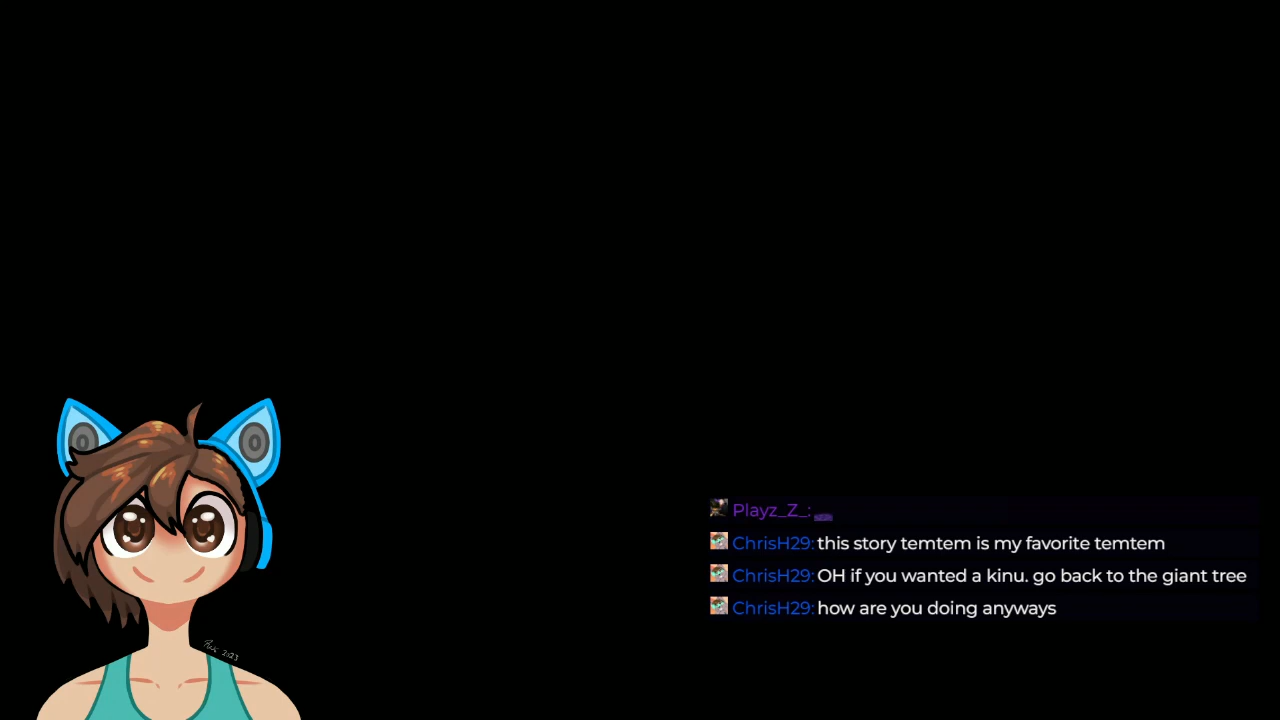 Playz_Z_:
ChrisH29: this story temtem is my favorite temtem
ChrisH29: OH if you wanted a kinu. go back to the giant tree
ChrisH29: how are you doing anyways
2023